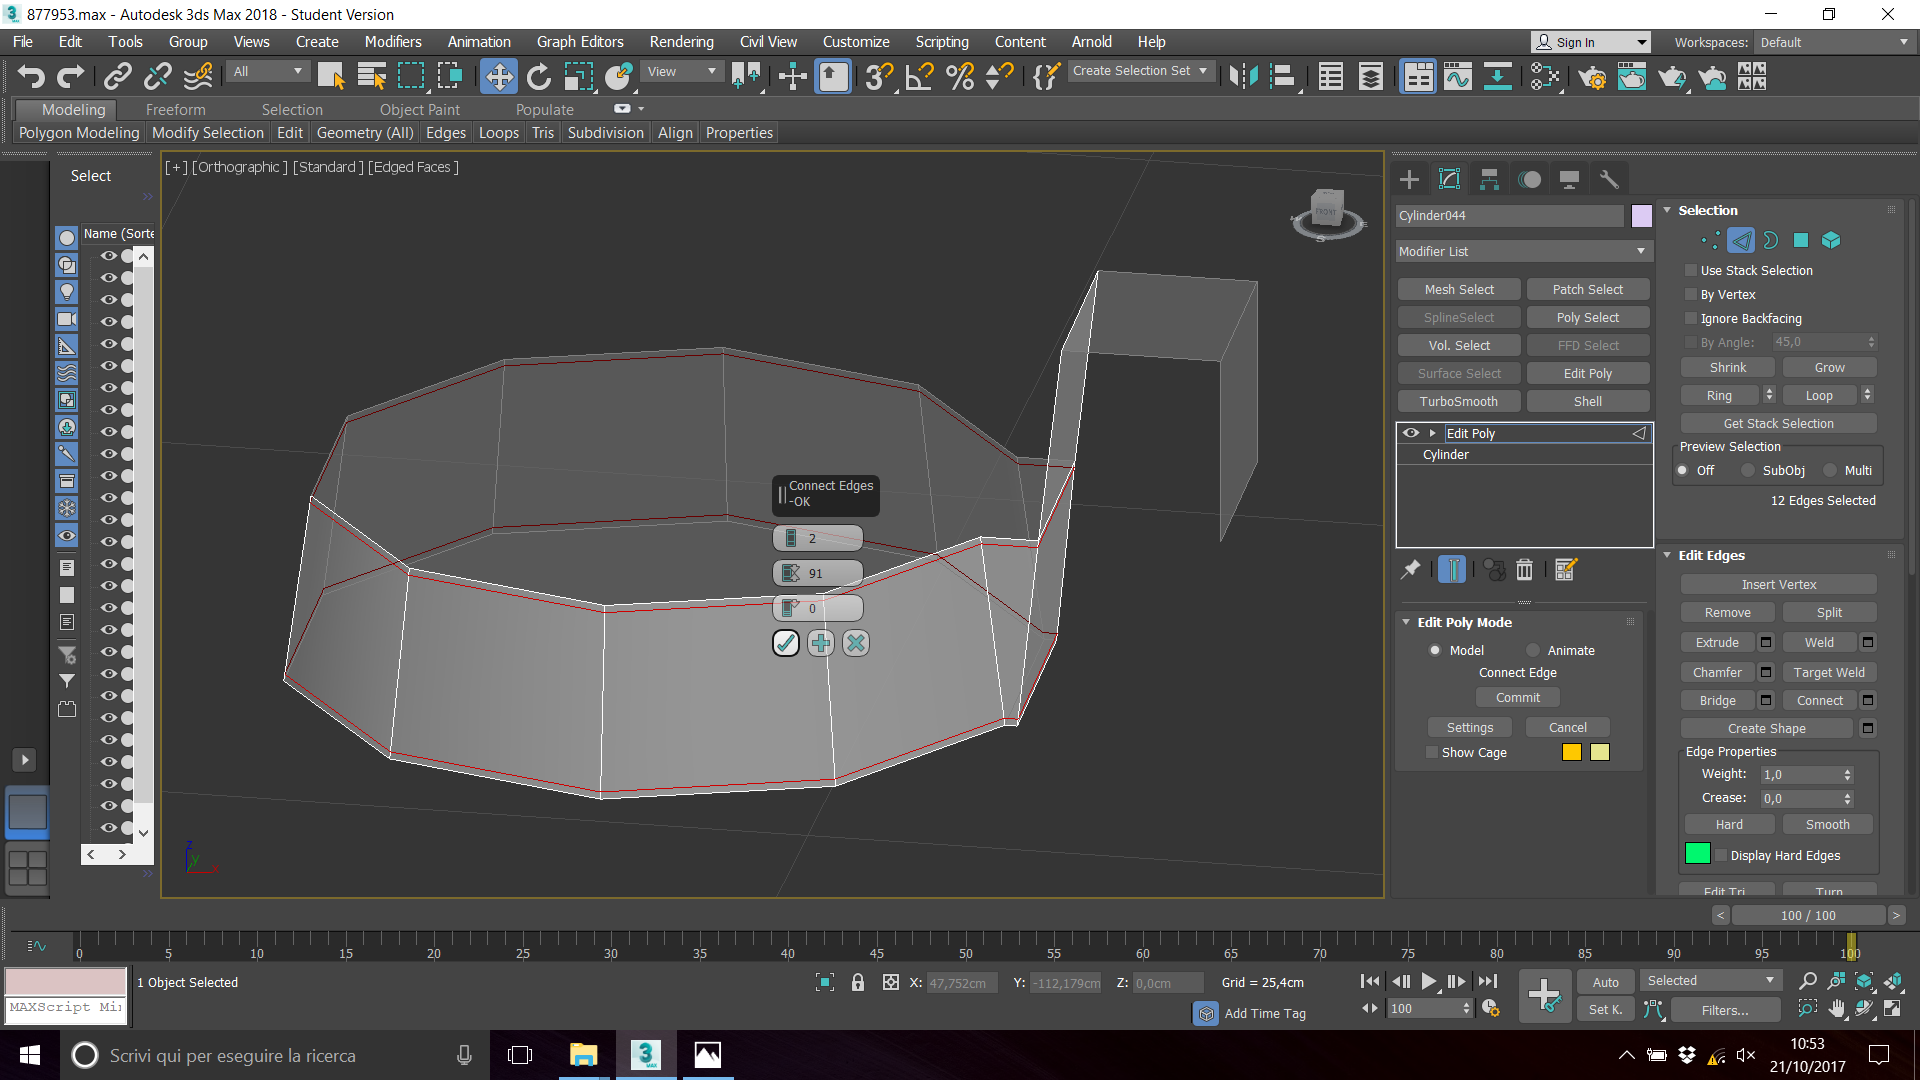 877953.max - Autodesk 3ds Max 2018 - Student Version
File Edit Tools Group Views Create Modifiers Animation Graph Editors Rendering Civil View Customize Scripting Content Arnold Help
Sign In
Workspaces: Default
All
View
Create Selection Set
Modeling Freeform Selection Object Paint Populate
Polygon Modeling Modify Selection Edit Geometry (All) Edges Loops Tris Subdivision Align Properties
Select
Name (Sorte
[+] [Orthographic ] [Standard ] [Edged Faces ]
FRONT
S
Connect Edges
-OK
2
91
0
z
y
x
Cylinder044
Modifier List
Mesh Select Patch Select
SplineSelect Poly Select
Vol. Select FFD Select
Surface Select Edit Poly
TurboSmooth Shell
Edit Poly
Cylinder
Edit Poly Mode
Model Animate
Connect Edge
Commit
Settings Cancel
Show Cage
Selection
Use Stack Selection
By Vertex
Ignore Backfacing
By Angle: 45,0
Shrink Grow
Ring Loop
Get Stack Selection
Preview Selection
Off SubObj Multi
12 Edges Selected
Edit Edges
Insert Vertex
Remove Split
Extrude Weld
Chamfer Target Weld
Bridge Connect
Create Shape
Edge Properties
Weight: 1,0
Crease: 0,0
Hard Smooth
Display Hard Edges
Edit Tri. Turn
< 100 / 100 >
0 5 10 15 20 25 30 35 40 45 50 55 60 65 70 75 80 85 90 95 100
1 Object Selected
X: 47,752cm Y: -112,179cm Z: 0,0cm Grid = 25,4cm
Auto Selected
MAXScript Mi
Add Time Tag
100
Set K. Filters...
Scrivi qui per eseguire la ricerca
3
MAX
10:53
21/10/2017